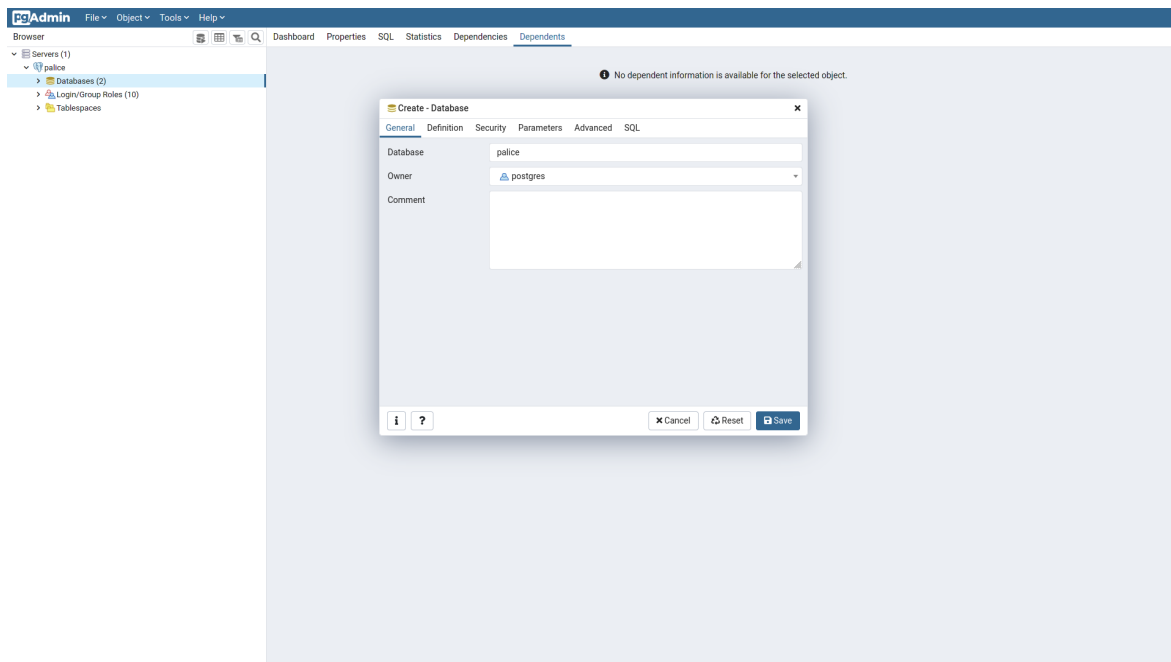 pgAdmin File Object Tools Help
Browser
Dashboard Properties SQL Statistics Dependencies Dependents
Servers (1)
palice
Databases (2)
Login/Group Roles (10)
Tablespaces
No dependent information is available for the selected object.
Create - Database
General Definition Security Parameters Advanced SQL
Database palice
Owner postgres
Comment
i ? Cancel Reset Save